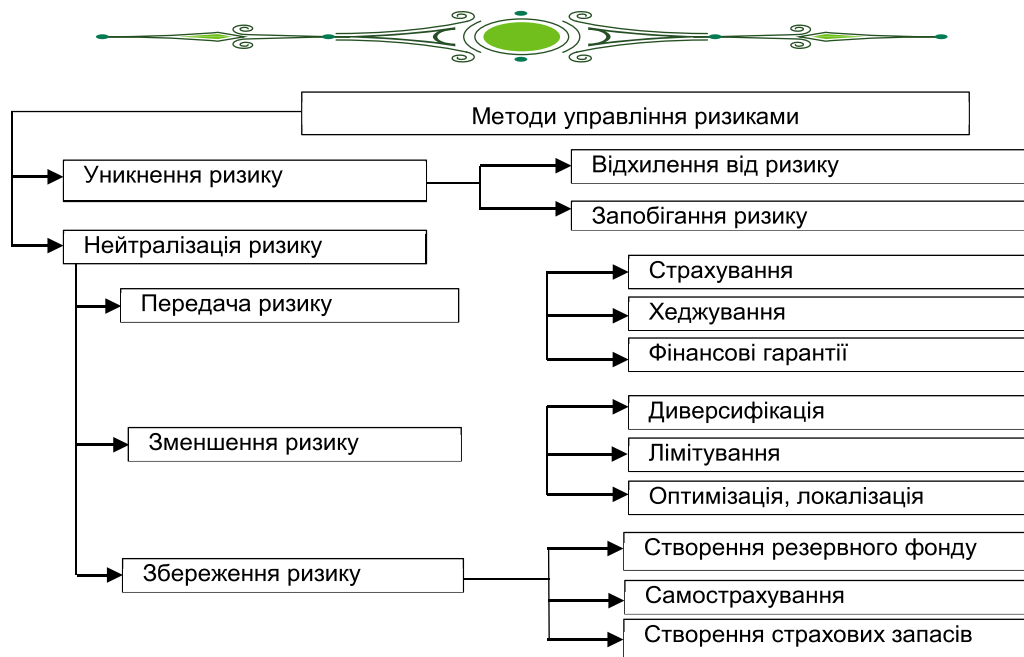 Методи управління ризиками
Уникнення ризику
Відхилення від ризику
Запобігання ризику
Нейтралізація ризику
Передача ризику
Страхування
Хеджування
Фінансові гарантії
Зменшення ризику
Диверсифікація
Лімітування
Оптимізація, локалізація
Збереження ризику
Створення резервного фонду
Самострахування
Створення страхових запасів